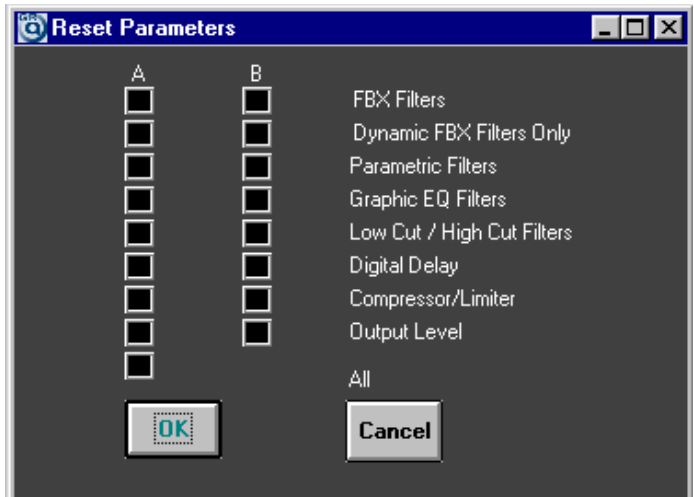 Reset Parameters
A B
FBX Filters
Dynamic FBX Filters Only
Parametric Filters
Graphic EQ Filters
Low Cut / High Cut Filters
Digital Delay
Compressor/Limiter
Output Level
All
OK Cancel